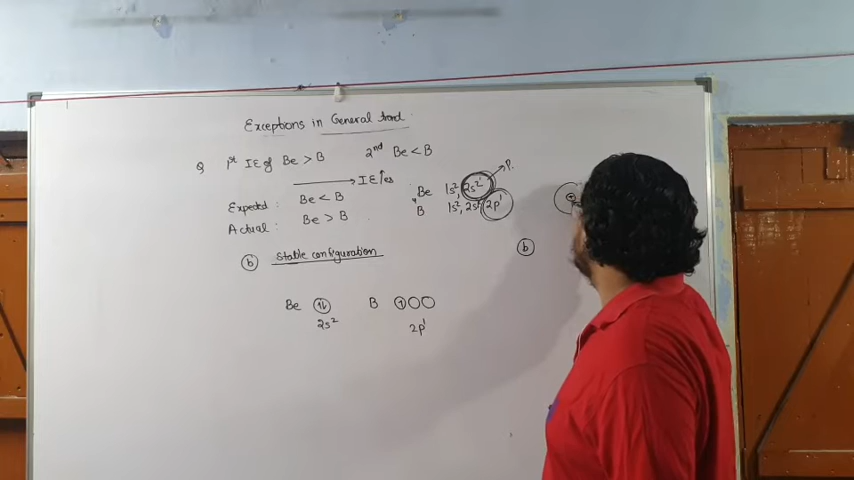 Exceptions in General trend
Q 1st IE of Be > B 2nd Be < B
→ IE↑es
Expected: Be < B
Actual: Be > B
Be 1s², 2s² → P.
B 1s², 2s² 2p¹
(b) Stable configuration
(b)
Be ↑↓ B ↑
2s² 2p¹